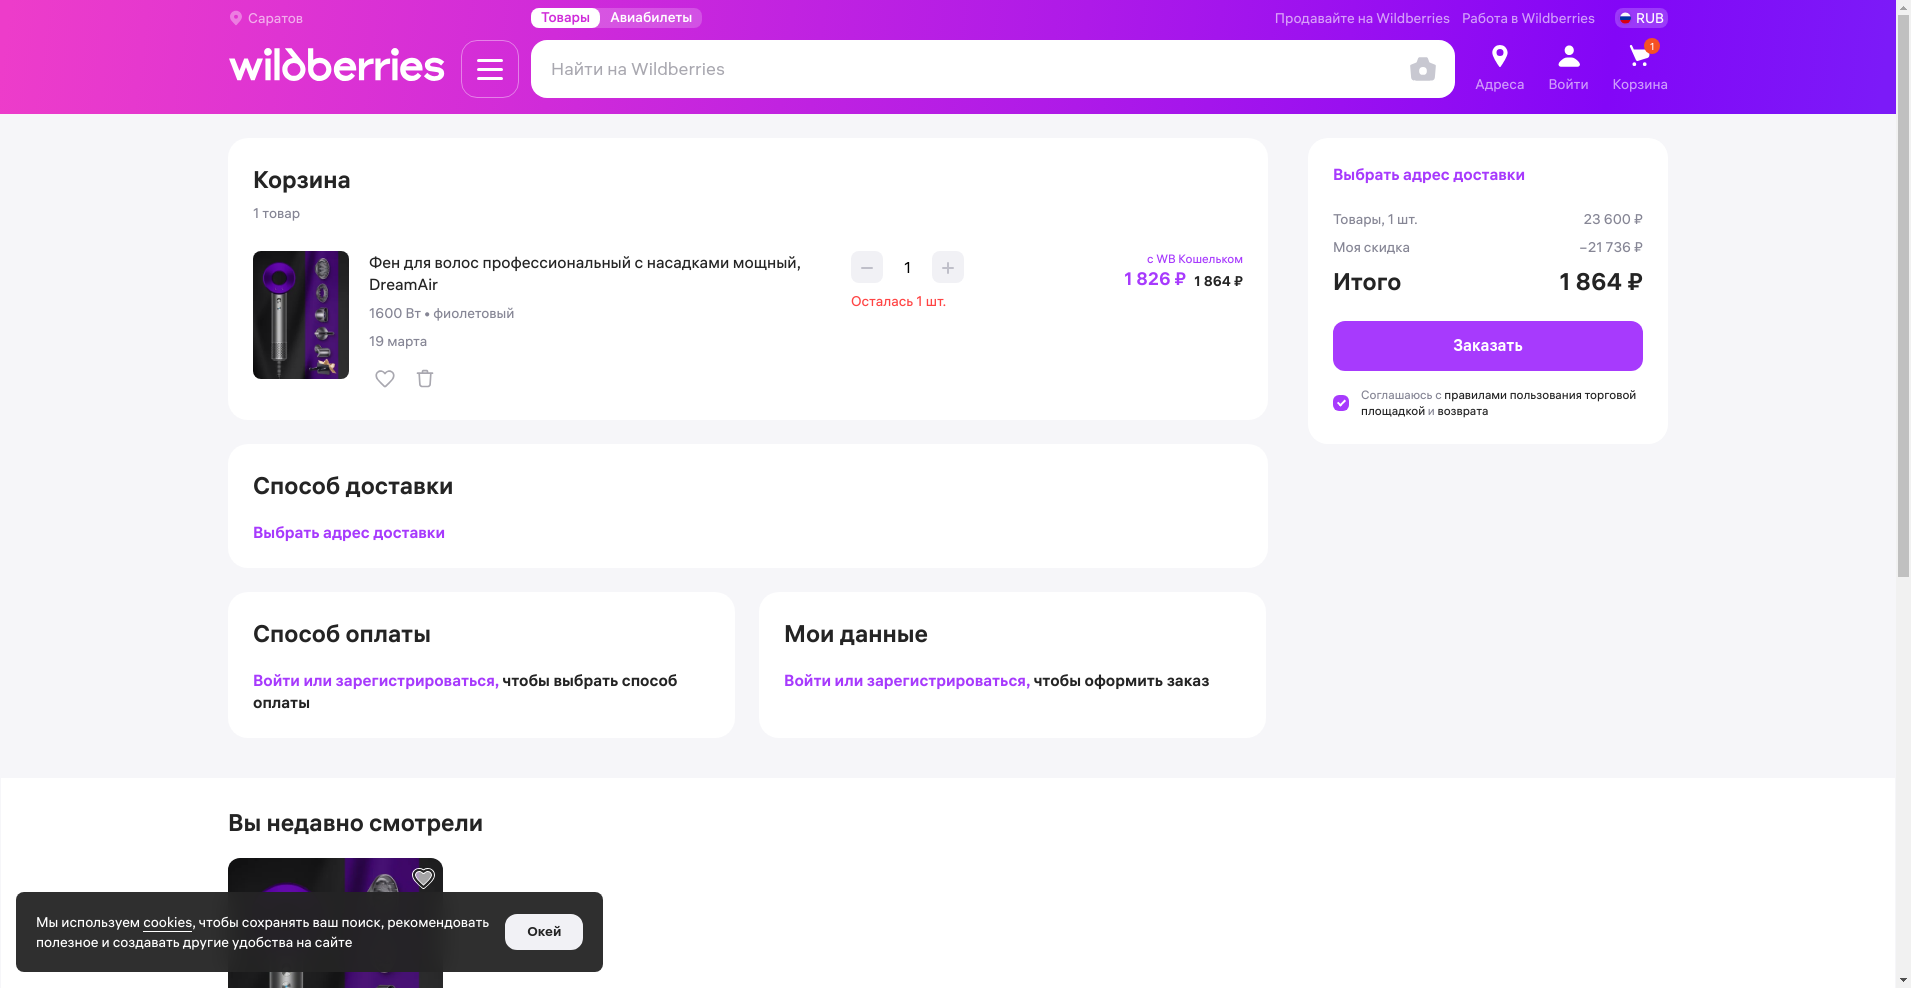 Саратов
Товары Авиабилеты
Продавайте на Wildberries Работа в Wildberries RUB
wildberries
Найти на Wildberries
1
Адреса Войти Корзина
Корзина
1 товар
Фен для волос профессиональный с насадками мощный,
DreamAir
1600 Вт • фиолетовый
19 марта
1
Осталась 1 шт.
с WB Кошельком
1 826 ₽ 1 864 ₽
Выбрать адрес доставки
Товары, 1 шт. 23 600 ₽
Моя скидка −21 736 ₽
Итого 1 864 ₽
Заказать
Соглашаюсь с правилами пользования торговой
площадкой и возврата
Способ доставки
Выбрать адрес доставки
Способ оплаты
Войти или зарегистрироваться, чтобы выбрать способ
оплаты
Мои данные
Войти или зарегистрироваться, чтобы оформить заказ
Вы недавно смотрели
Мы используем cookies, чтобы сохранять ваш поиск, рекомендовать
полезное и создавать другие удобства на сайте
Окей